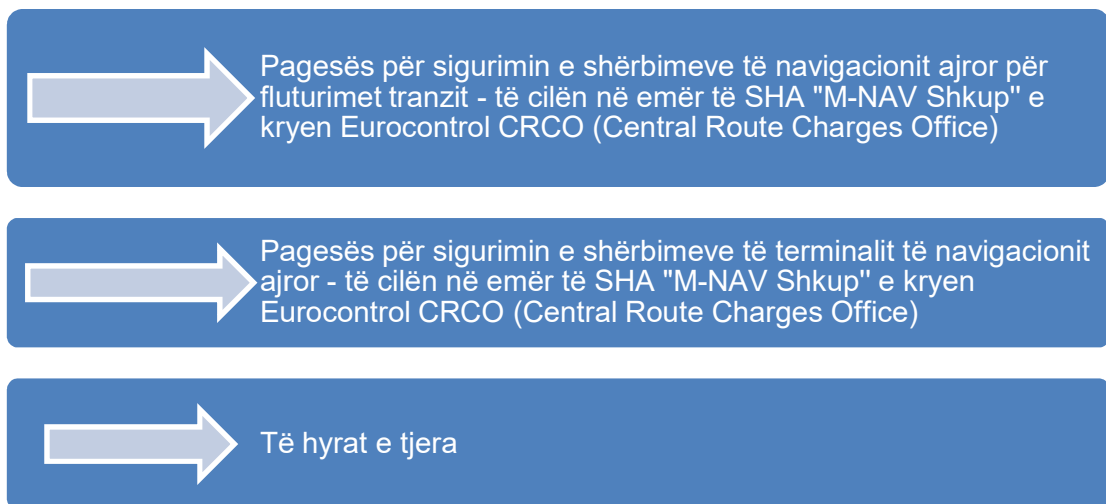 Pagesës për sigurimin e shërbimeve të navigacionit ajror për
fluturimet tranzit - të cilën në emër të SHA "M-NAV Shkup" e
kryen Eurocontrol CRCO (Central Route Charges Office)
Pagesës për sigurimin e shërbimeve të terminalit të navigacionit
ajror - të cilën në emër të SHA "M-NAV Shkup" e kryen
Eurocontrol CRCO (Central Route Charges Office)
Të hyrat e tjera